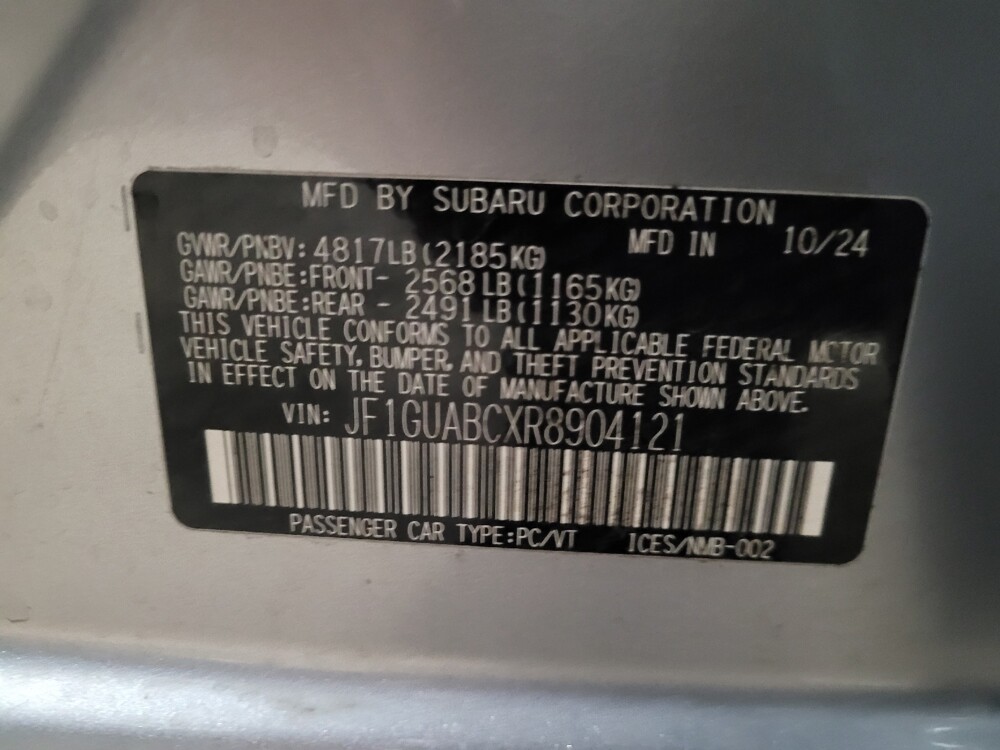 MFD BY SUBARU CORPORATION
GVWR/PNBV: 4817LB(2185KG) MFD IN 10/24
GAWR/PNBE:FRONT- 2568LB(1165KG)
GAWR/PNBE:REAR - 2491LB(1130KG)
THIS VEHICLE CONFORMS TO ALL APPLICABLE FEDERAL MOTOR
VEHICLE SAFETY, BUMPER, AND THEFT PREVENTION STANDARDS
IN EFFECT ON THE DATE OF MANUFACTURE SHOWN ABOVE.
VIN: JF1GUABCXR8904121
PASSENGER CAR TYPE:PC/VT ICES/NMB-002